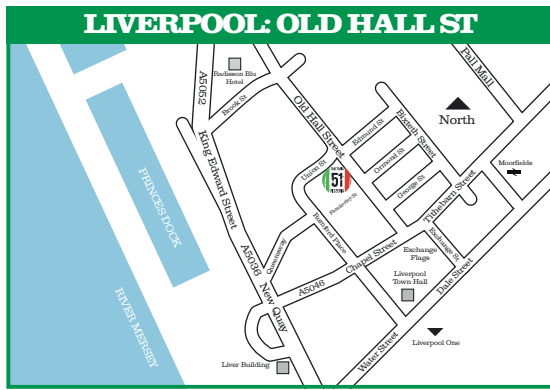 LIVERPOOL: OLD HALL ST
Radisson Blu
Hotel
A5052
Brook St
Old Hall Street
Pall Mall
North
Bixteth Street
Edmund St
Ormond St
George St
Moorfields
Tithebarn Street
Union St
51
King Edward Street
PRINCES DOCK
Rumford Place
Queensway
Chapel Street
Exchange
Flags
Exchange St
A5036
A5046
New Quay
Liverpool
Town Hall
Dale Street
RIVER MERSEY
Liver Building
Water Street
Liverpool One